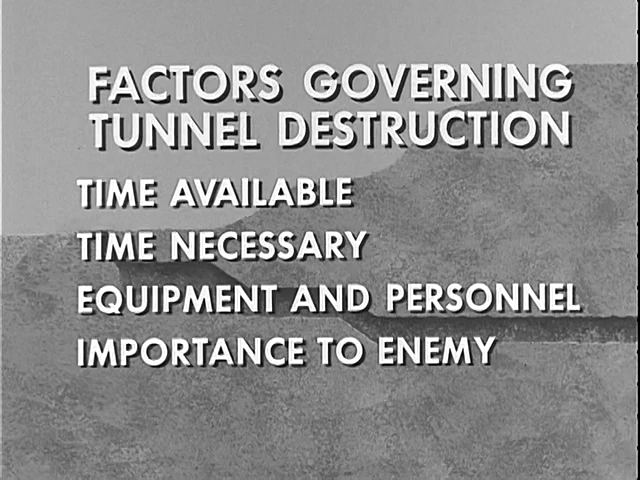 FACTORS GOVERNING
TUNNEL DESTRUCTION
TIME AVAILABLE
TIME NECESSARY
EQUIPMENT AND PERSONNEL
IMPORTANCE TO ENEMY